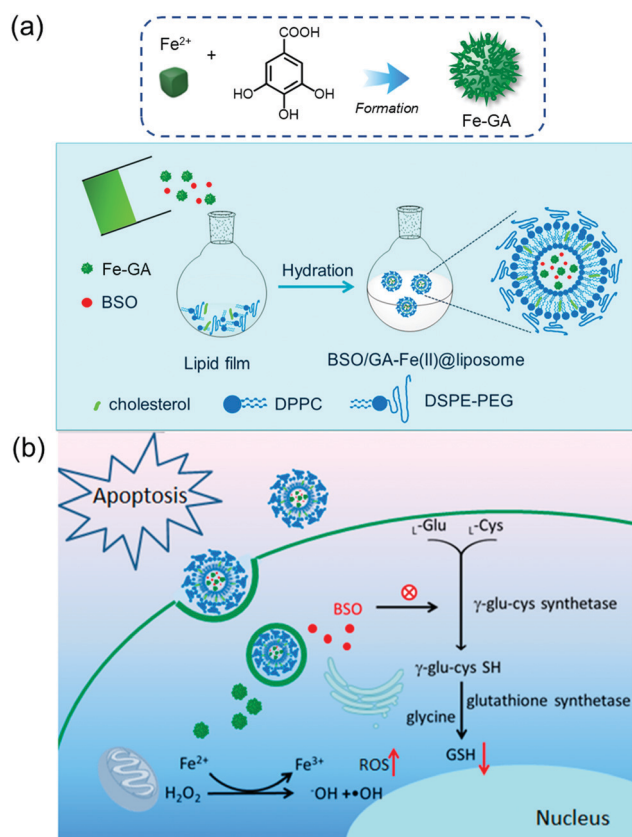 (a)
Fe2+
+
COOH
HO
OH
OH
Formation
Fe-GA
Fe-GA
BSO
Hydration
Lipid film
BSO/GA-Fe(II)@liposome
cholesterol
DPPC
DSPE-PEG
(b)
Apoptosis
L-Glu
L-Cys
BSO
γ-glu-cys synthetase
γ-glu-cys SH
glutathione synthetase
glycine
Fe2+
Fe3+
ROS
GSH
H2O2
-OH +•OH
Nucleus